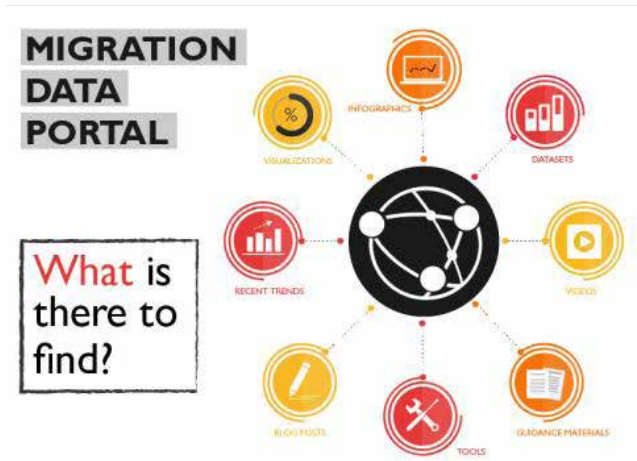 MIGRATION
DATA
PORTAL
INFOGRAPHICS
%
VISUALIZATIONS
DATASETS
What is
there to
find?
RECENT TRENDS
VIDEOS
BLOG POSTS
TOOLS
GUIDANCE MATERIALS